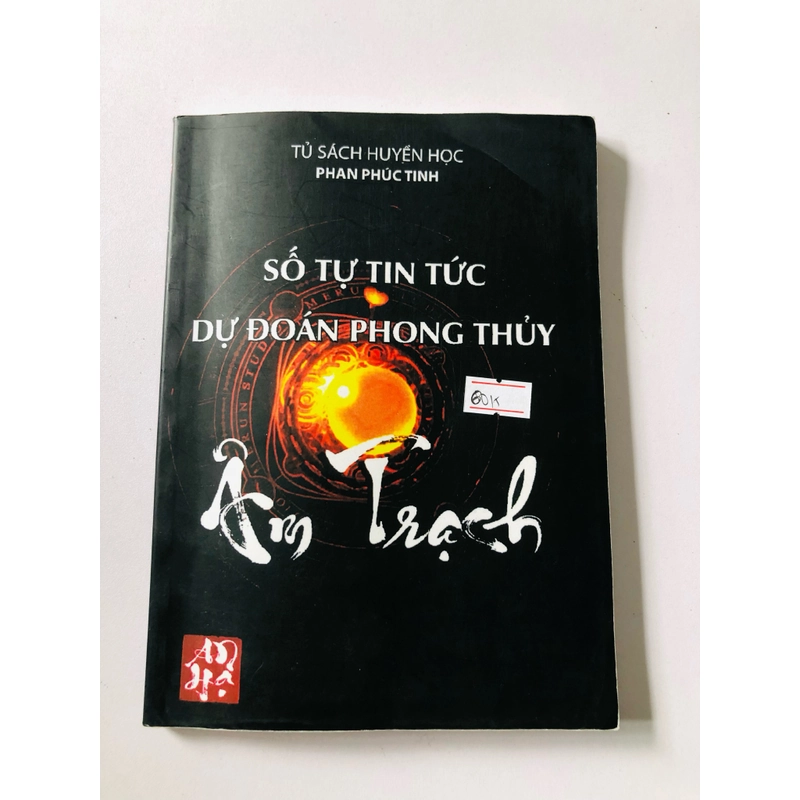 TỦ SÁCH HUYỀN HỌC
PHAN PHÚC TINH
SỐ TỰ TIN TỨC
DỰ ĐOÁN PHONG THỦY
60K
Âm Trạch